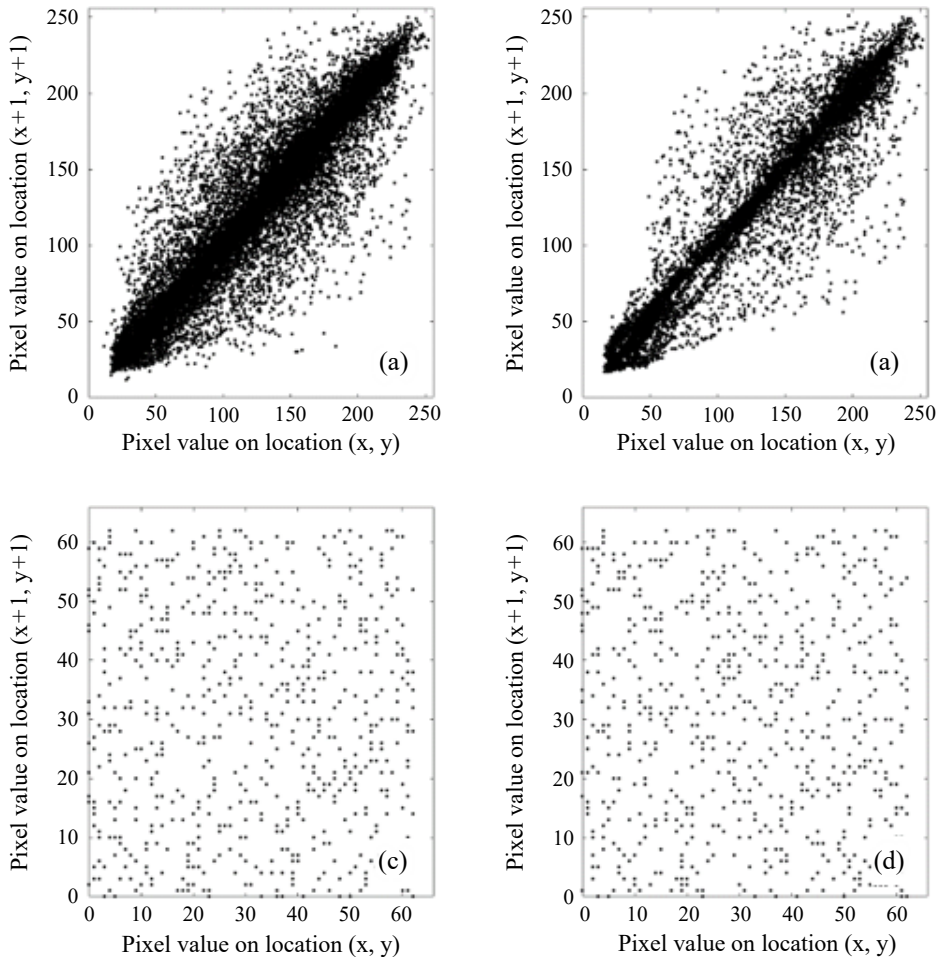 Pixel value on location (x+1, y+1)
250
200
150
100
50
0
0 50 100 150 200 250
(a)
Pixel value on location (x, y)
Pixel value on location (x+1, y+1)
250
200
150
100
50
0
0 50 100 150 200 250
(a)
Pixel value on location (x, y)
Pixel value on location (x+1, y+1)
60
50
40
30
20
10
0
0 10 20 30 40 50 60
(c)
Pixel value on location (x, y)
Pixel value on location (x+1, y+1)
60
50
40
30
20
10
0
0 10 20 30 40 50 60
(d)
Pixel value on location (x, y)